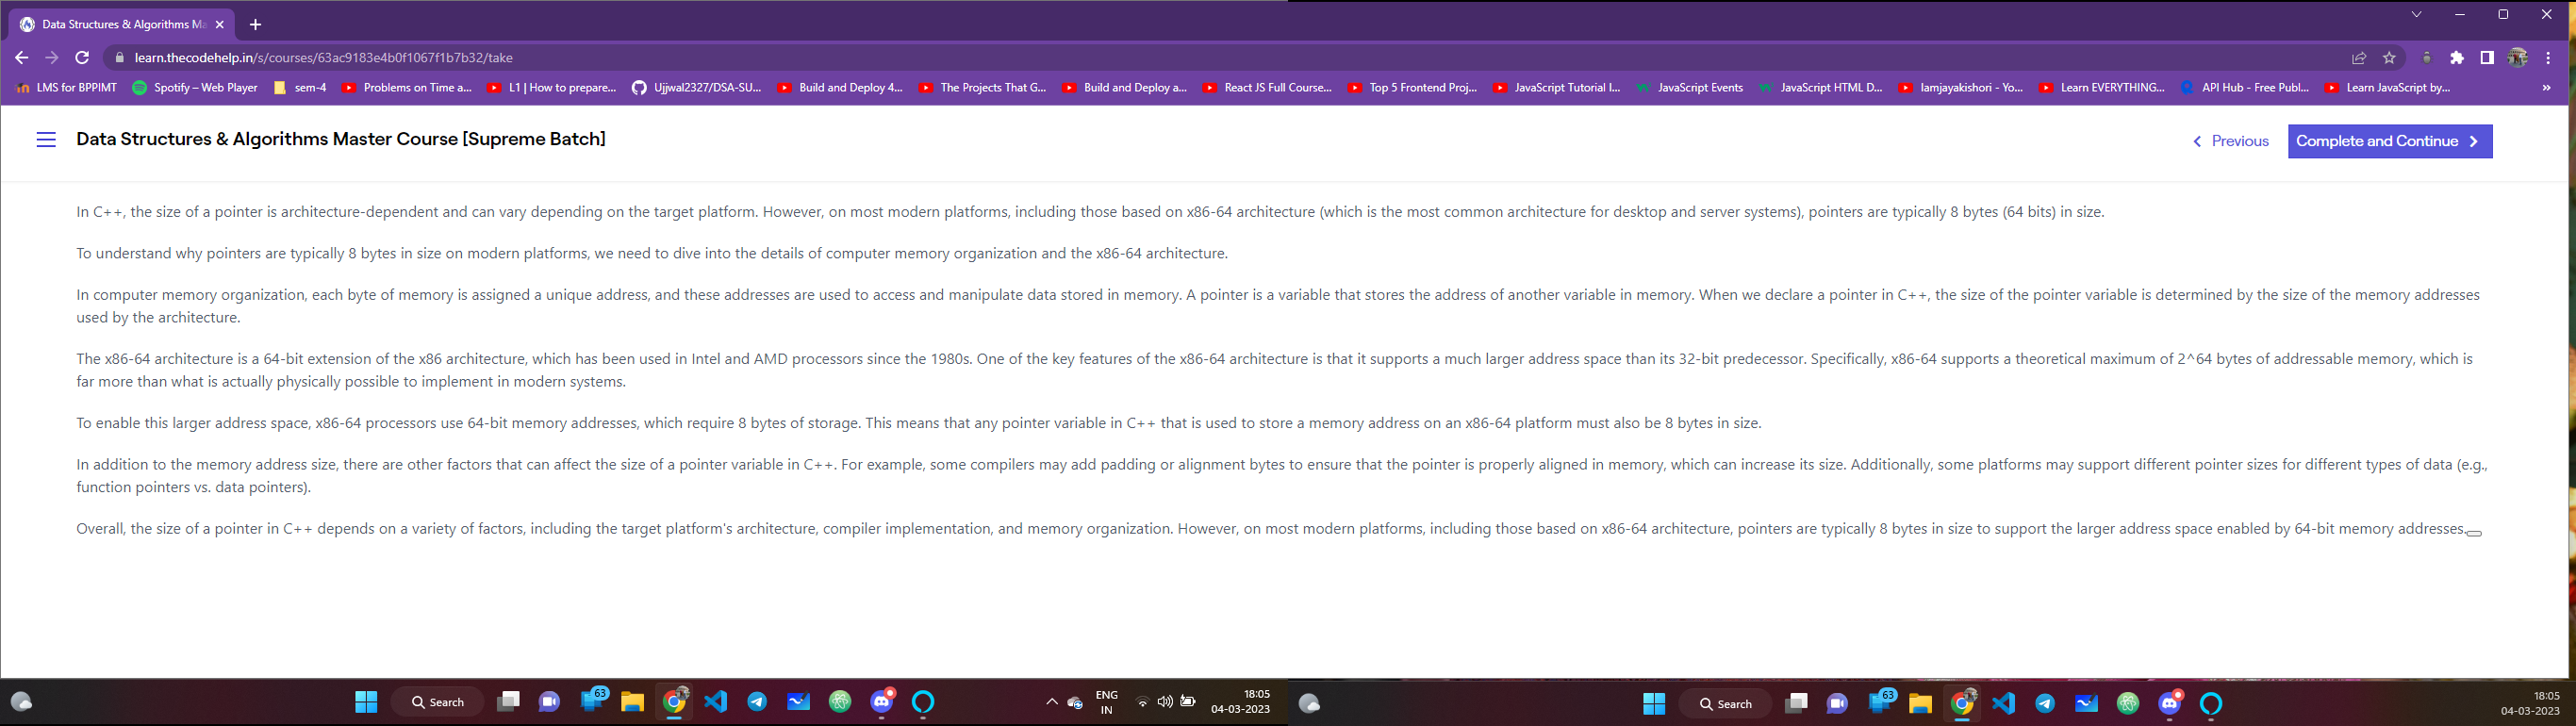 Data Structures & Algorithms Ma
learn.thecodehelp.in/s/courses/63ac9183e4b0f1067f1b7b32/take
LMS for BPPIMT
Spotify – Web Player
sem-4
Problems on Time a...
L1 | How to prepare...
Ujjwal2327/DSA-SU...
Build and Deploy 4...
The Projects That G...
Build and Deploy a...
React JS Full Course...
Top 5 Frontend Proj...
JavaScript Tutorial I...
JavaScript Events
JavaScript HTML D...
Iamjayakishori - Yo...
Learn EVERYTHING...
API Hub - Free Publ...
Learn JavaScript by...
»
Data Structures & Algorithms Master Course [Supreme Batch]
Previous
Complete and Continue
In C++, the size of a pointer is architecture-dependent and can vary depending on the target platform. However, on most modern platforms, including those based on x86-64 architecture (which is the most common architecture for desktop and server systems), pointers are typically 8 bytes (64 bits) in size.
To understand why pointers are typically 8 bytes in size on modern platforms, we need to dive into the details of computer memory organization and the x86-64 architecture.
In computer memory organization, each byte of memory is assigned a unique address, and these addresses are used to access and manipulate data stored in memory. A pointer is a variable that stores the address of another variable in memory. When we declare a pointer in C++, the size of the pointer variable is determined by the size of the memory addresses
used by the architecture.
The x86-64 architecture is a 64-bit extension of the x86 architecture, which has been used in Intel and AMD processors since the 1980s. One of the key features of the x86-64 architecture is that it supports a much larger address space than its 32-bit predecessor. Specifically, x86-64 supports a theoretical maximum of 2^64 bytes of addressable memory, which is
far more than what is actually physically possible to implement in modern systems.
To enable this larger address space, x86-64 processors use 64-bit memory addresses, which require 8 bytes of storage. This means that any pointer variable in C++ that is used to store a memory address on an x86-64 platform must also be 8 bytes in size.
In addition to the memory address size, there are other factors that can affect the size of a pointer variable in C++. For example, some compilers may add padding or alignment bytes to ensure that the pointer is properly aligned in memory, which can increase its size. Additionally, some platforms may support different pointer sizes for different types of data (e.g.,
function pointers vs. data pointers).
Overall, the size of a pointer in C++ depends on a variety of factors, including the target platform's architecture, compiler implementation, and memory organization. However, on most modern platforms, including those based on x86-64 architecture, pointers are typically 8 bytes in size to support the larger address space enabled by 64-bit memory addresses.
Search
63
ENG
IN
18:05
04-03-2023
Search
63
18:05
04-03-2023